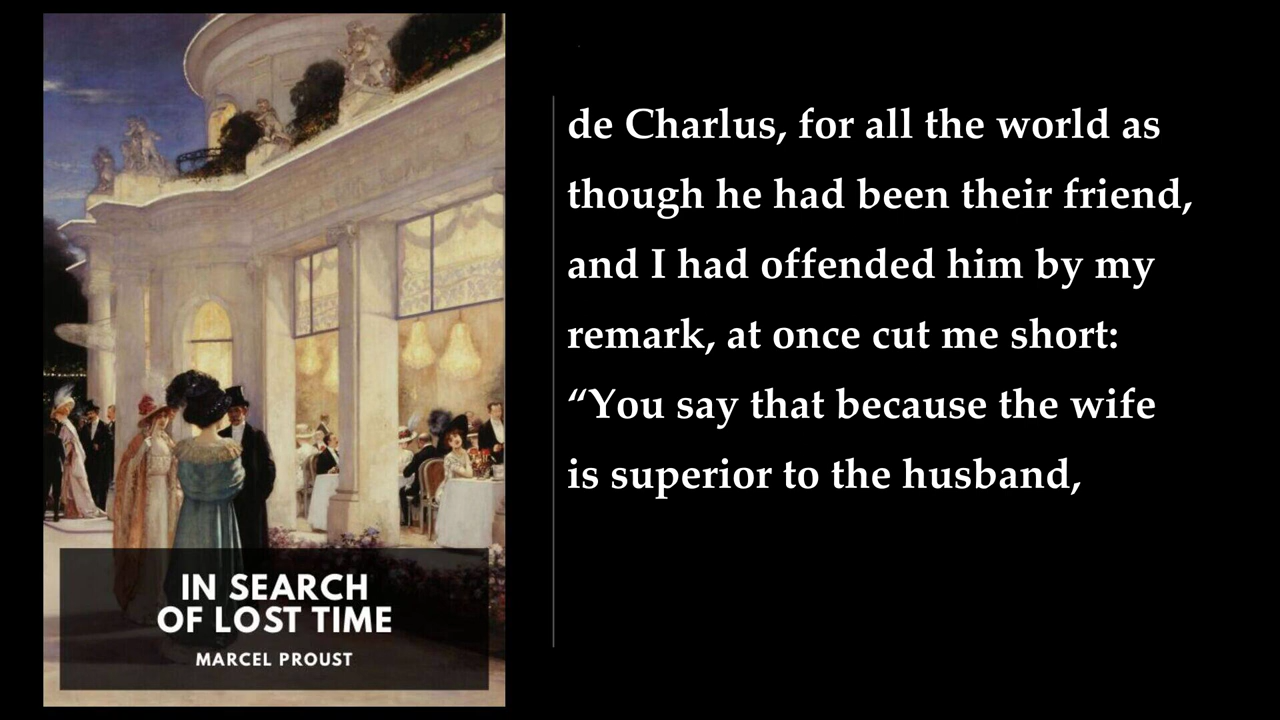 IN SEARCH
OF LOST TIME
MARCEL PROUST
de Charlus, for all the world as
though he had been their friend,
and I had offended him by my
remark, at once cut me short:
“You say that because the wife
is superior to the husband,